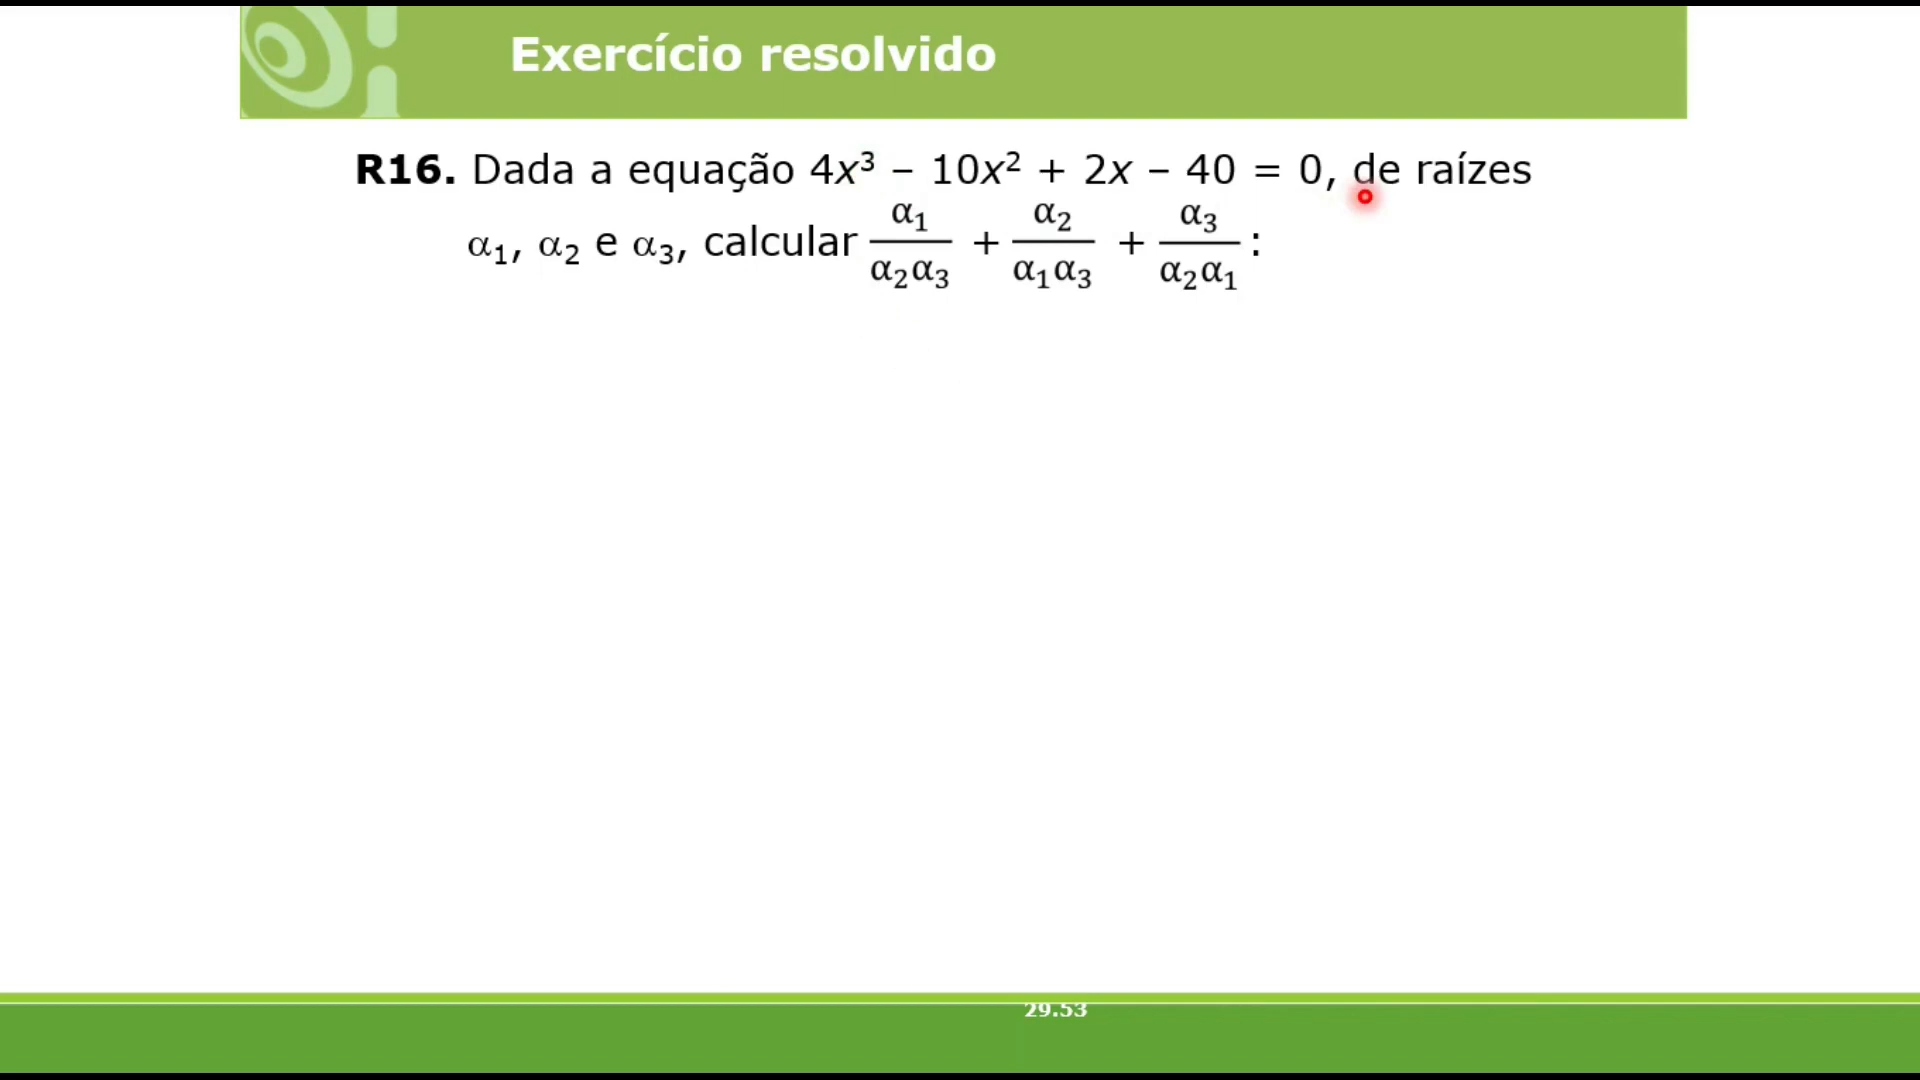 Exercício resolvido
R16. Dada a equação 4x³ – 10x² + 2x – 40 = 0, de raízes
α₁, α₂ e α₃, calcular α₁/α₂α₃ + α₂/α₁α₃ + α₃/α₂α₁ :
29.53